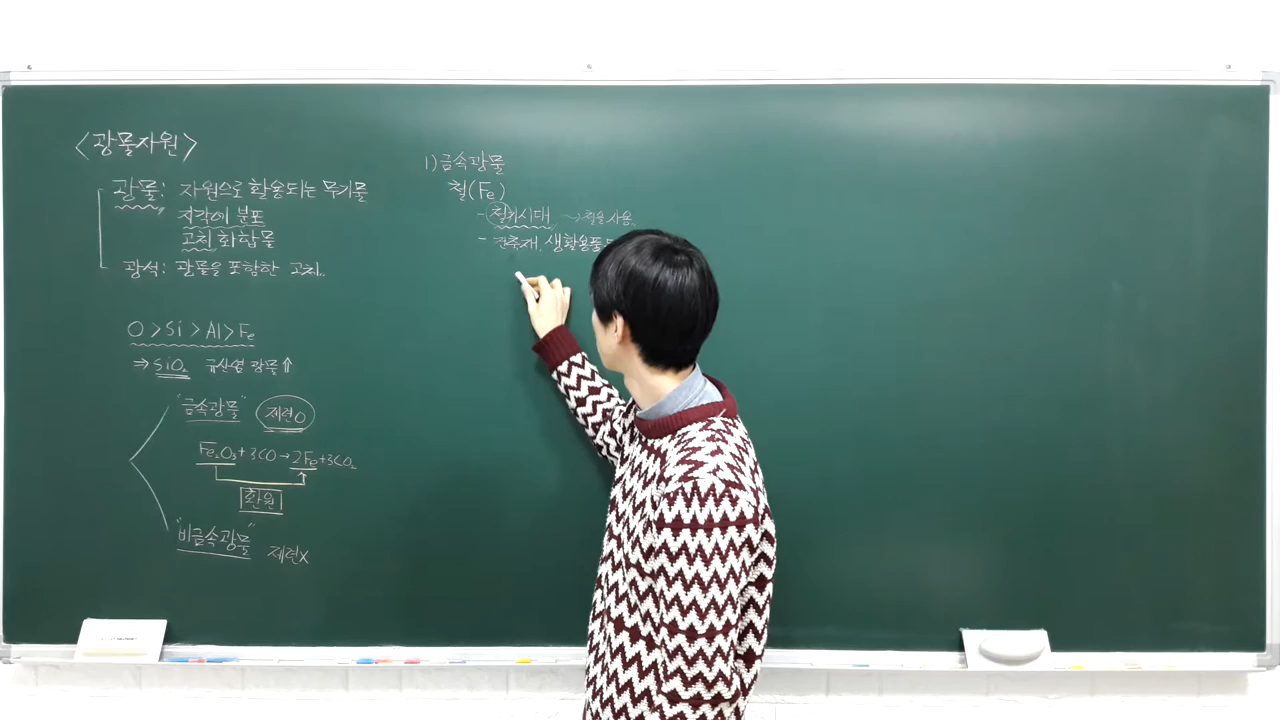 <광물자원>
광물: 자원으로 활용되는 무기물
지각에 분포
고체 화합물
광석: 광물을 포함한 고체.
O > Si > Al > Fe
⇒ SiO₂ 규산염 광물 ↑
"금속광물" 제련 O
Fe₂O₃ + 3CO → 2Fe + 3CO₂
환원
"비금속광물" 제련 X
1) 금속광물
철(Fe)
- 철기시대 ~> 철을 사용.
- 건축재, 생활용품